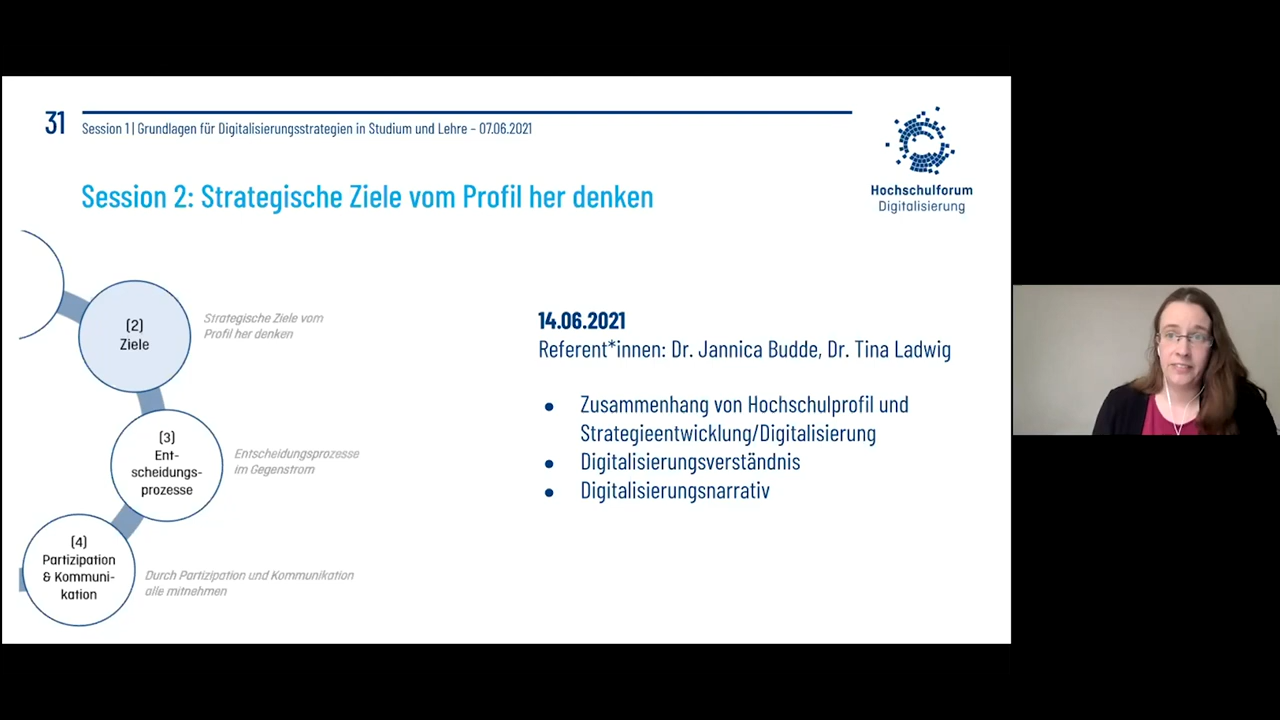 31
Session 1 | Grundlagen für Digitalisierungsstrategien in Studium und Lehre – 07.06.2021
Hochschulforum
Digitalisierung
Session 2: Strategische Ziele vom Profil her denken
(2)
Ziele
Strategische Ziele vom
Profil her denken
(3)
Ent-
scheidungs-
prozesse
Entscheidungsprozesse
im Gegenstrom
(4)
Partizipation
& Kommuni-
kation
Durch Partizipation und Kommunikation
alle mitnehmen
14.06.2021
Referent*innen: Dr. Jannica Budde, Dr. Tina Ladwig
● Zusammenhang von Hochschulprofil und
Strategieentwicklung/Digitalisierung
● Digitalisierungsverständnis
● Digitalisierungsnarrativ